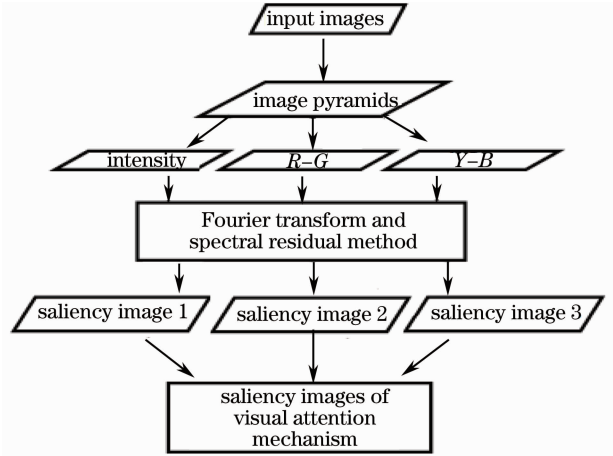 input images
image pyramids
intensity
R–G
Y–B
Fourier transform and
spectral residual method
saliency image 1
saliency image 2
saliency image 3
saliency images of
visual attention
mechanism